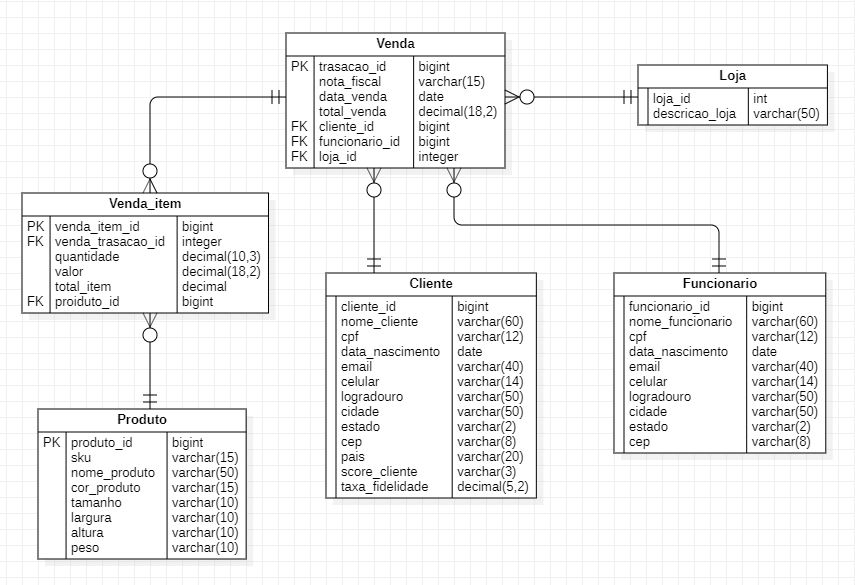 Venda
PK trasacao_id bigint
nota_fiscal varchar(15)
data_venda date
total_venda decimal(18,2)
FK cliente_id bigint
FK funcionario_id bigint
FK loja_id integer
Loja
loja_id int
descricao_loja varchar(50)
Venda_item
PK venda_item_id bigint
FK venda_trasacao_id integer
quantidade decimal(10,3)
valor decimal(18,2)
total_item decimal
FK proiduto_id bigint
Cliente
cliente_id bigint
nome_cliente varchar(60)
cpf varchar(12)
data_nascimento date
email varchar(40)
celular varchar(14)
logradouro varchar(50)
cidade varchar(50)
estado varchar(2)
cep varchar(8)
pais varchar(20)
score_cliente varchar(3)
taxa_fidelidade decimal(5,2)
Funcionario
funcionario_id bigint
nome_funcionario varchar(60)
cpf varchar(12)
data_nascimento date
email varchar(40)
celular varchar(14)
logradouro varchar(50)
cidade varchar(50)
estado varchar(2)
cep varchar(8)
Produto
PK produto_id bigint
sku varchar(15)
nome_produto varchar(50)
cor_produto varchar(15)
tamanho varchar(10)
largura varchar(10)
altura varchar(10)
peso varchar(10)